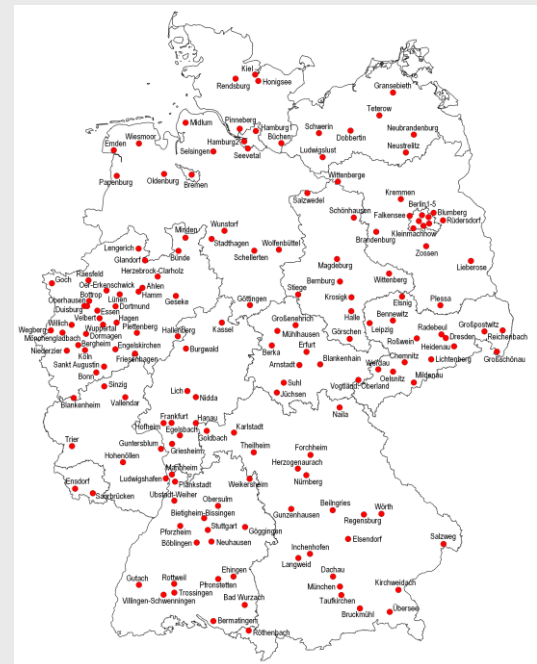 Kiel
Honigsee
Rendsburg
Gransebieth
Teterow
Midlum
Pinneberg
Hamburg1
Schwerin
Dobbertin
Neubrandenburg
Wiesmoor
Emden
Hamburg2
Büchen
Seevetal
Selsingen
Ludwigslust
Neustrelitz
Papenburg
Oldenburg
Bremen
Wittenberge
Salzwedel
Kremmen
Schönhausen
Berlin1-5
Falkensee
Blumberg
Rüdersdorf
Kleinmachnow
Brandenburg
Zossen
Wunstorf
Minden
Stadthagen
Wolfenbüttel
Schellerten
Lengerich
Glandorf
Bünde
Magdeburg
Lieberose
Herzebrock-Clarholz
Raesfeld
Goch
Oer-Erkenschwick
Ahlen
Hamm
Geseke
Bernburg
Wittenberg
Stiege
Krosigk
Elsnig
Plessa
Oberhausen
Bottrop
Lünen
Duisburg
Dortmund
Essen
Göttingen
Halle
Bennewitz
Großenehrich
Velbert
Hagen
Willich
Wuppertal
Plettenberg
Wegberg
Mönchengladbach
Dormagen
Kassel
Mühlhausen
Leipzig
Radebeul
Großpostwitz
Reichenbach
Hallenberg
Görschen
Roßwein
Dresden
Heidenau
Bergheim
Niederzier
Köln
Engelskirchen
Friesenhagen
Burgwald
Berka
Erfurt
Großschönau
Sankt Augustin
Arnstadt
Blankenhain
Werdau
Chemnitz
Lichtenberg
Bonn
Oelsnitz
Mildenau
Sinzig
Suhl
Vogtländ. Oberland
Lich
Nidda
Jüchsen
Blankenheim
Vallendar
Naila
Frankfurt
Hanau
Hofheim
Egelsbach
Goldbach
Karlstadt
Trier
Guntersblum
Griesheim
Theilheim
Forchheim
Hohenöllen
Herzogenaurach
Mannheim
Nürnberg
Ensdorf
Ludwigshafen
Plankstadt
Weikersheim
Saarbrücken
Ubstadt-Weiher
Obersulm
Gunzenhausen
Beilngries
Wörth
Bietigheim-Bissingen
Regensburg
Pforzheim
Stuttgart
Göggingen
Böblingen
Neuhausen
Elsendorf
Salzweg
Inchenhofen
Langweid
Gutach
Rottweil
Ehingen
Pfronstetten
Dachau
München
Kirchweidach
Trossingen
Villingen-Schwenningen
Bad Wurzach
Taufkirchen
Bruckmühl
Übersee
Bermatingen
Röthenbach